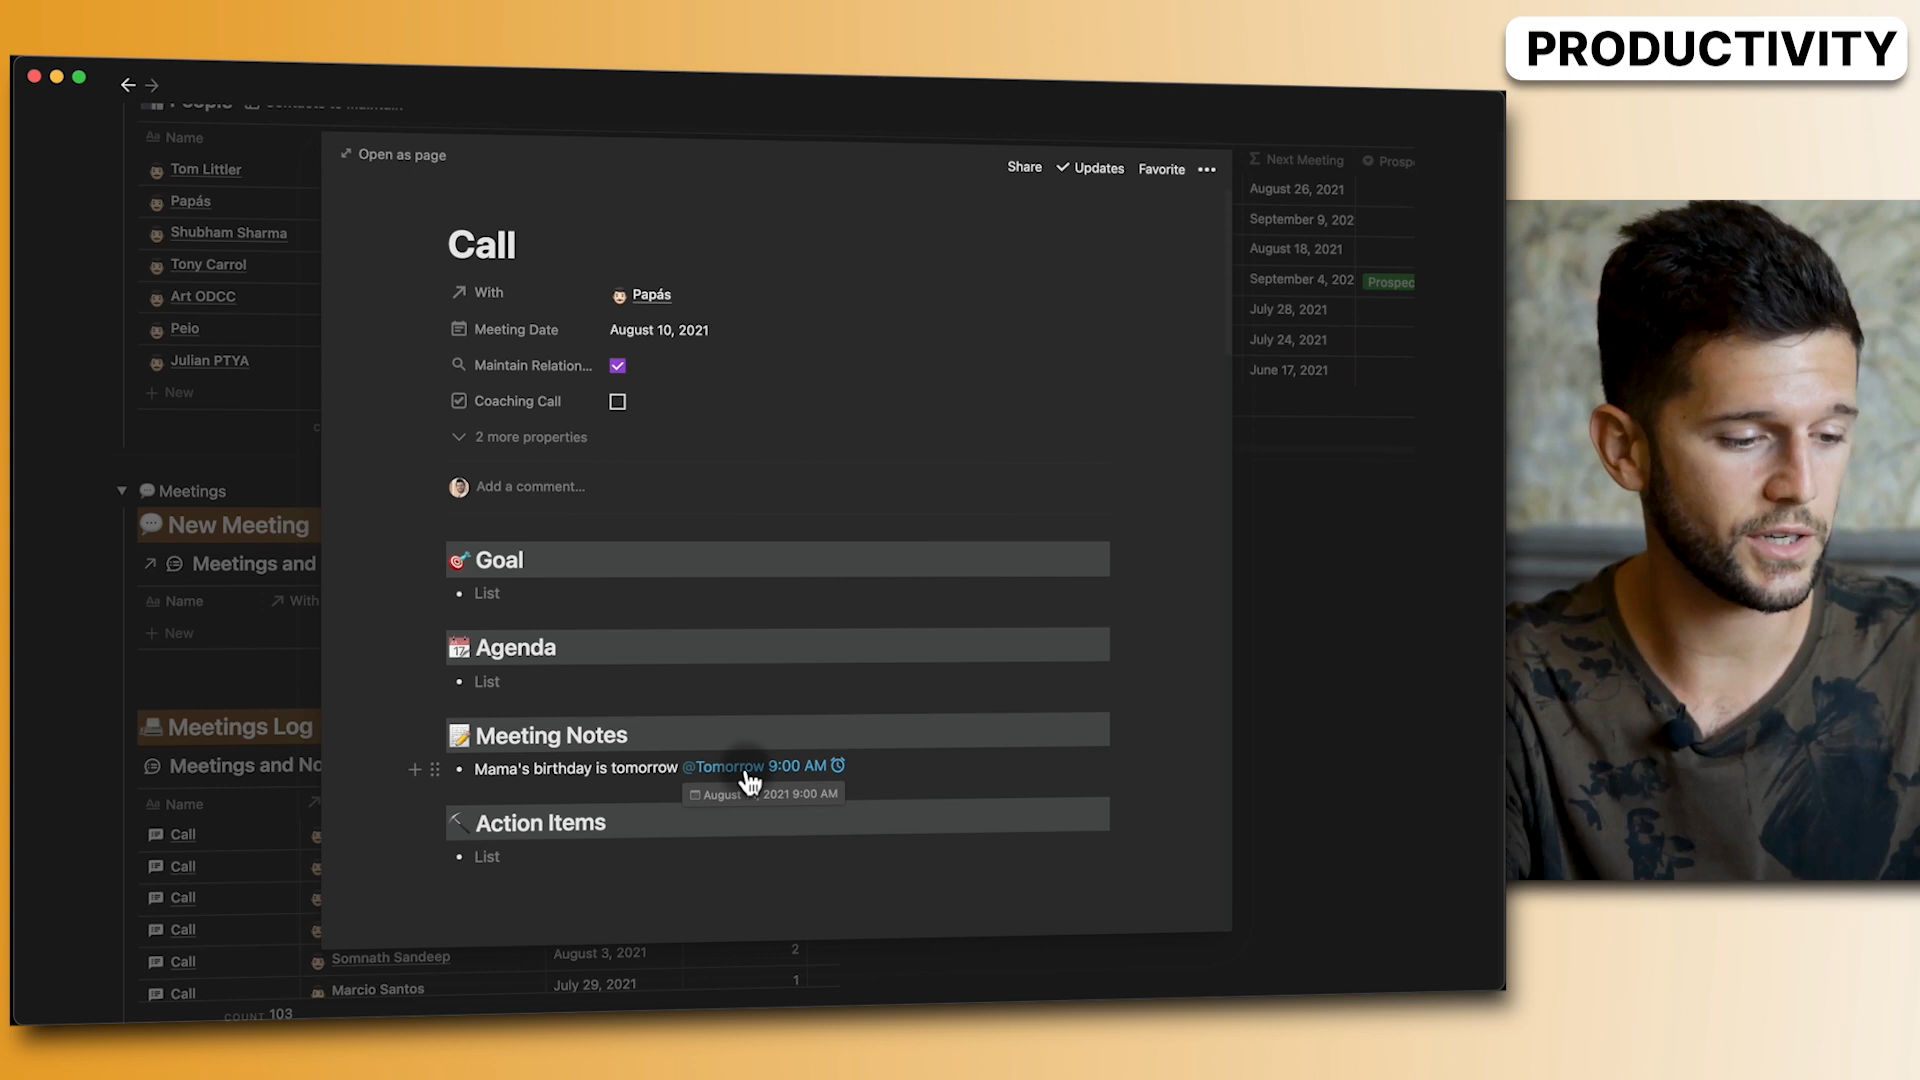 PRODUCTIVITY
Aa Name
Tom Littler
Papás
Shubham Sharma
Tony Carrol
Art ODCC
Peio
Julian PTYA
+ New
Meetings
New Meeting
Meetings and
Aa Name With
+ New
Meetings Log
Meetings and No
Aa Name
Call
Call
Call
Call
Call
Call
COUNT 103
Open as page
Share Updates Favorite
Call
With Papás
Meeting Date August 10, 2021
Maintain Relation...
Coaching Call
2 more properties
Add a comment...
Goal
• List
Agenda
• List
Meeting Notes
• Mama's birthday is tomorrow @Tomorrow 9:00 AM
August 2021 9:00 AM
Action Items
• List
Somnath Sandeep August 3, 2021 2
Marcio Santos July 29, 2021 1
Next Meeting Prospe
August 26, 2021
September 9, 202
August 18, 2021
September 4, 202 Prospec
July 28, 2021
July 24, 2021
June 17, 2021